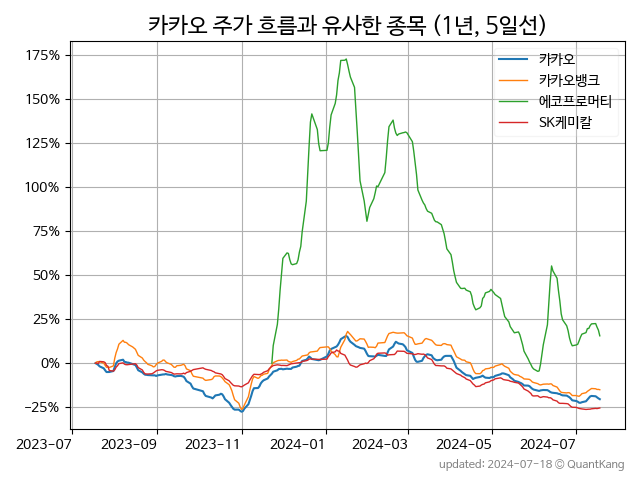 카카오 주가 흐름과 유사한 종목 (1년, 5일선)
175%
150%
125%
100%
75%
50%
25%
0%
−25%
카카오
카카오뱅크
에코프로머티
SK케미칼
2023-07 2023-09 2023-11 2024-01 2024-03 2024-05 2024-07
updated: 2024-07-18 ⓒ QuantKang